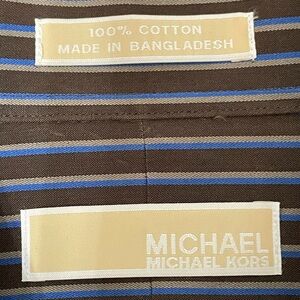 100% COTTON
MADE IN BANGLADESH
MICHAEL
MICHAEL KORS